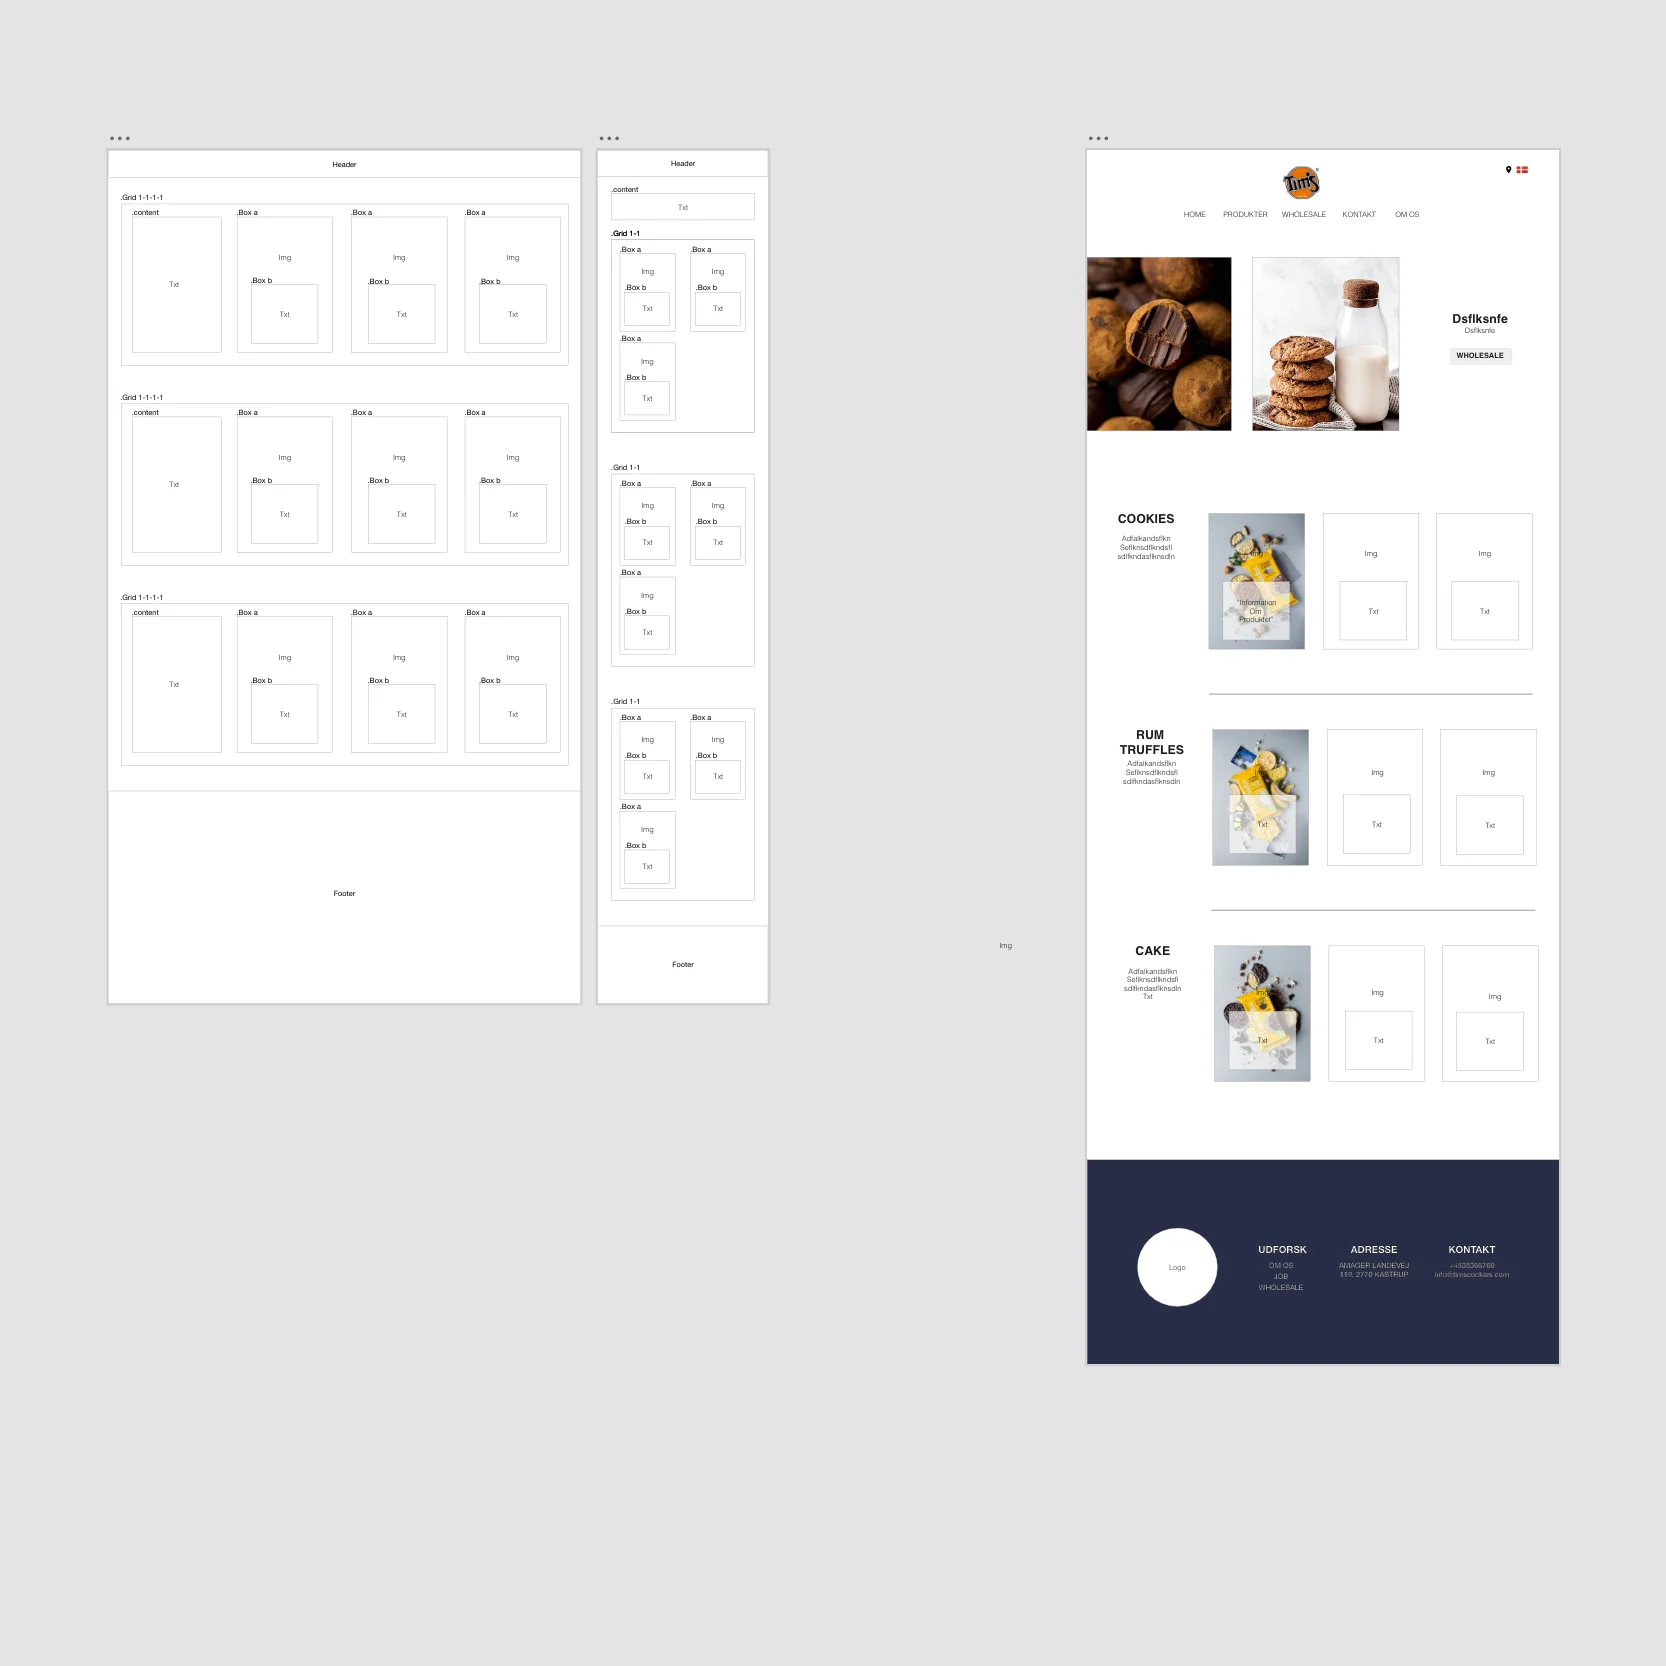 Header
.Grid 1-1-1-1
.content
.Box a
.Box a
.Box a
Txt
Img
Img
Img
.Box b
.Box b
.Box b
Txt
Txt
Txt
.Grid 1-1-1-1
.content
.Box a
.Box a
.Box a
Txt
Img
Img
Img
.Box b
.Box b
.Box b
Txt
Txt
Txt
.Grid 1-1-1-1
.content
.Box a
.Box a
.Box a
Txt
Img
Img
Img
.Box b
.Box b
.Box b
Txt
Txt
Txt
Footer
Header
.content
Txt
.Grid 1-1
.Box a
.Box a
Img
Img
.Box b
.Box b
Txt
Txt
.Box a
Img
.Box b
Txt
.Grid 1-1
.Box a
.Box a
Img
Img
.Box b
.Box b
Txt
Txt
.Box a
Img
.Box b
Txt
.Grid 1-1
.Box a
.Box a
Img
Img
.Box b
.Box b
Txt
Txt
.Box a
Img
.Box b
Txt
Footer
Img
Tim's
HOME PRODUKTER WHOLESALE KONTAKT OM OS
Dsflksnfe
Dsflksnfe
WHOLESALE
COOKIES
Adfalkandsflkn
Seflknsdflkndsfl
sdlfkndasflknsdln
Img
"Information
Om
Produktet"
Img
Txt
Img
Txt
RUM
TRUFFLES
Adfalkandsflkn
Seflknsdflkndsfl
sdlfkndasflknsdln
Img
Txt
Img
Txt
Img
Txt
CAKE
Adfalkandsflkn
Seflknsdflkndsfl
sdlfkndasflknsdln
Txt
Img
Txt
Img
Txt
Img
Txt
Logo
UDFORSK
OM OS
JOB
WHOLESALE
ADRESSE
AMAGER LANDEVEJ
119, 2770 KASTRUP
KONTAKT
+4535366760
info@timscookies.com